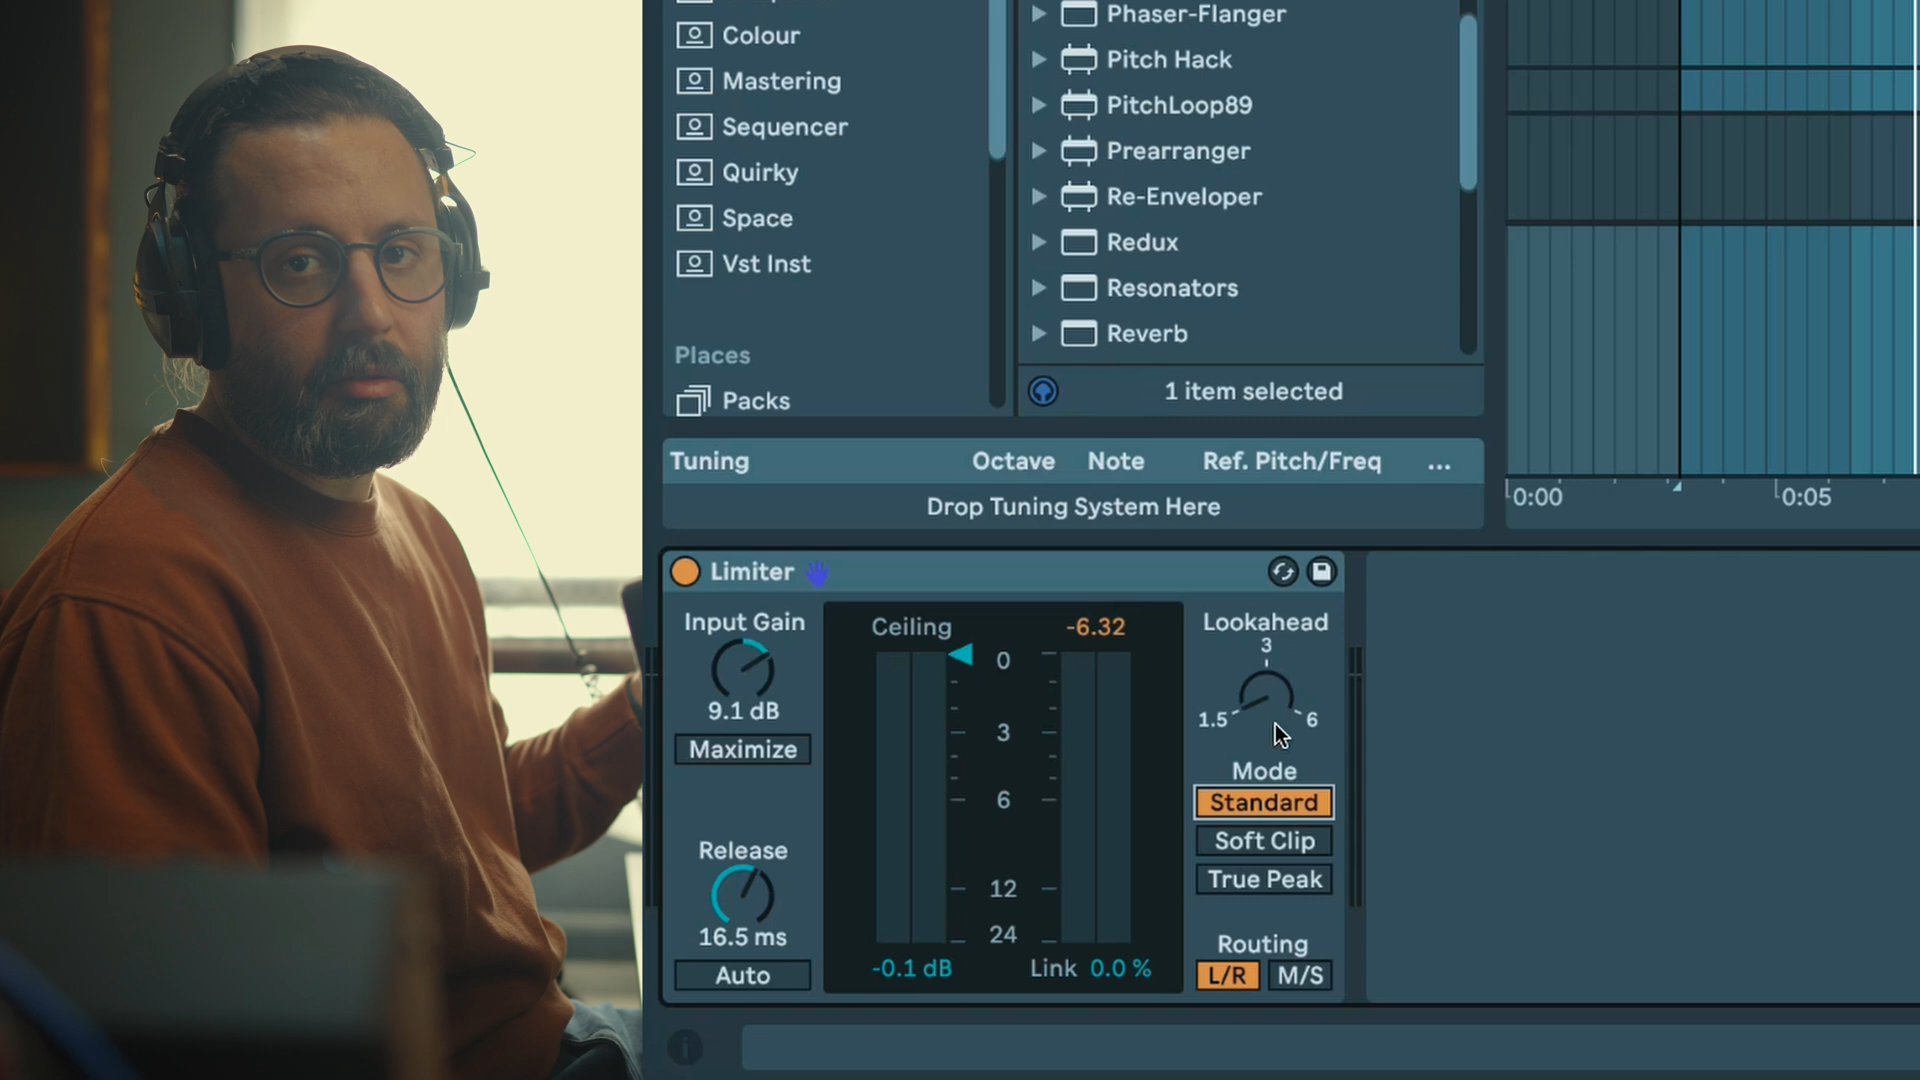 Colour
Mastering
Sequencer
Quirky
Space
Vst Inst
Places
Packs
Phaser-Flanger
Pitch Hack
PitchLoop89
Prearranger
Re-Enveloper
Redux
Resonators
Reverb
1 item selected
Tuning Octave Note Ref. Pitch/Freq ...
Drop Tuning System Here
0:00 0:05
Limiter
Input Gain
9.1 dB
Maximize
Release
16.5 ms
Auto
Ceiling -6.32
0
3
6
12
24
-0.1 dB Link 0.0 %
Lookahead
3
1.5 6
Mode
Standard
Soft Clip
True Peak
Routing
L/R M/S